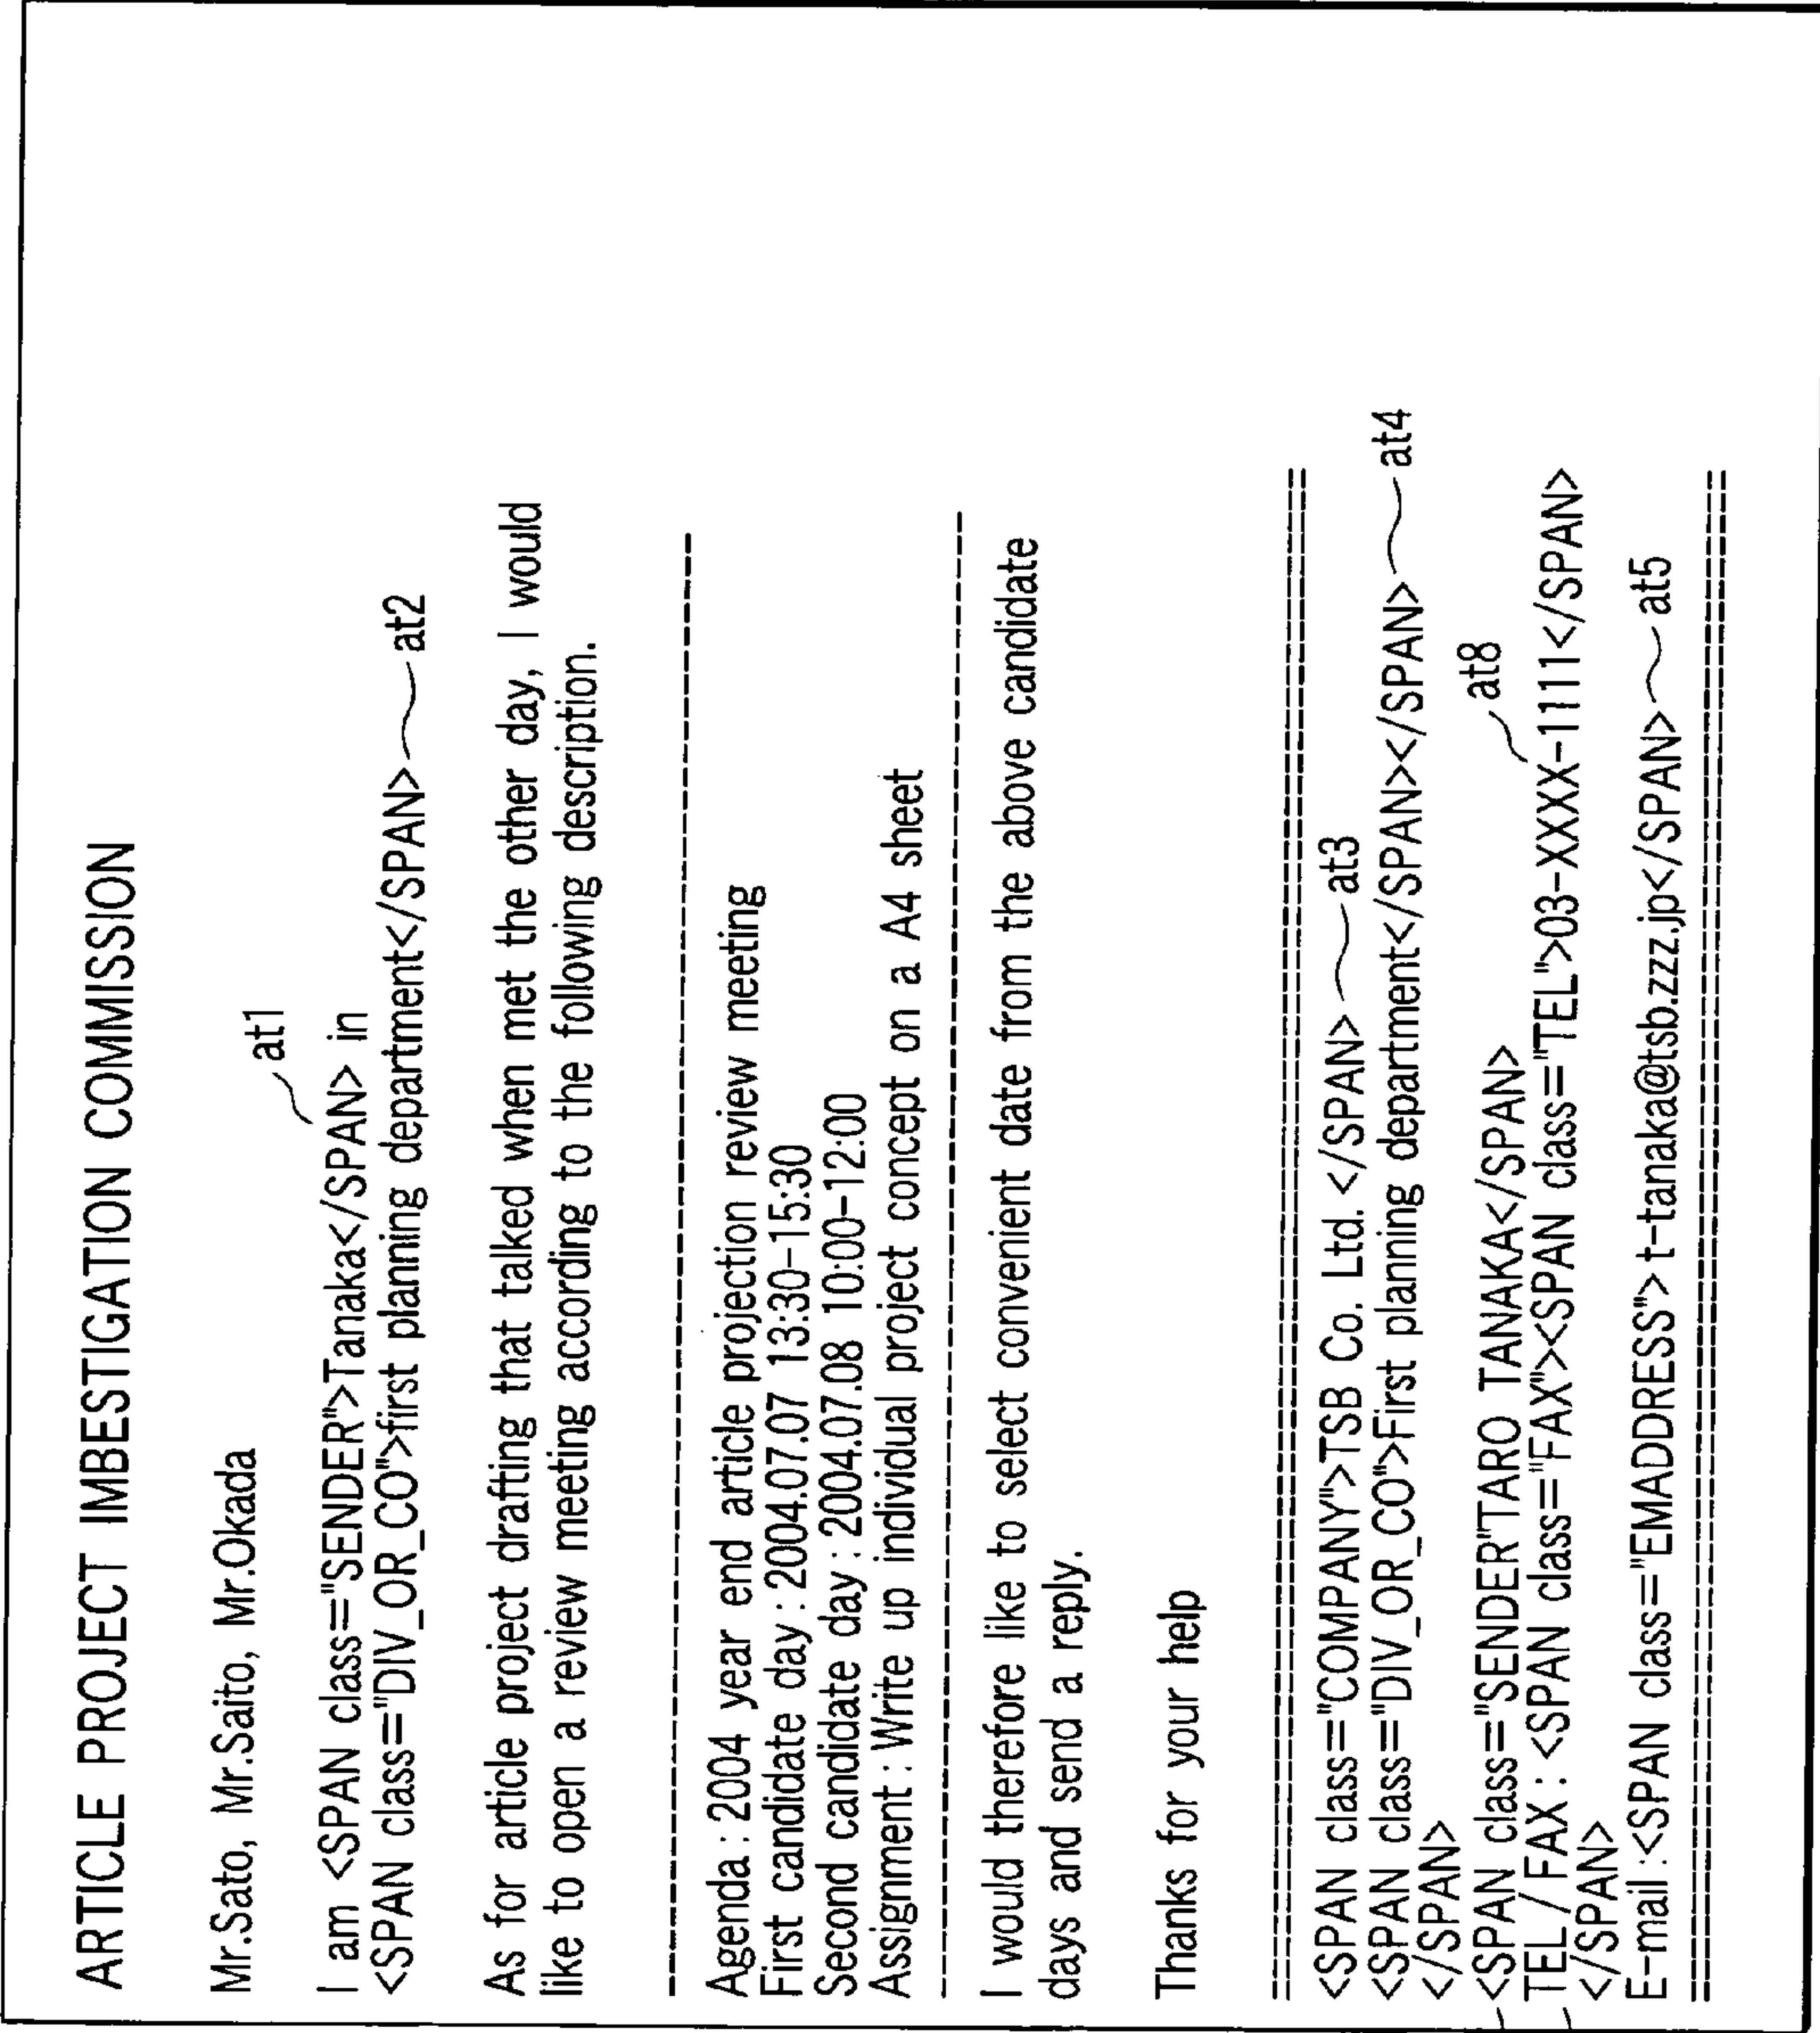 ARTICLE PROJECT IMBESTIGATION COMMISSION
Mr.Sato, Mr.Saito, Mr.Okada
at1
I am <SPAN class="SENDER">Tanaka</SPAN> in
<SPAN class="DIV_OR_CO">first planning department</SPAN> at2
As for article project drafting that talked when met the other day, I would
like to open a review meeting according to the following description.
Agenda : 2004 year end article projection review meeting
First candidate day : 2004.07.07 13:30-15:30
Second candidate day : 2004.07.08 10:00-12:00
Assignment : Write up individual project concept on a A4 sheet
I would therefore like to select convenient date from the above candidate
days and send a reply.
Thanks for your help
<SPAN class="COMPANY">TSB Co. Ltd. </SPAN> at3
<SPAN class="DIV_OR_CO">First planning department</SPAN></SPAN> at4
</SPAN>
<SPAN class="SENDER"TARO TANAKA</SPAN> at8
TEL / FAX : <SPAN class="FAX"><SPAN class="TEL">03-XXXX-1111</SPAN>
</SPAN>
E-mail :<SPAN class="EMADDRESS"> t-tanaka@tsb.zzz.jp</SPAN> at5